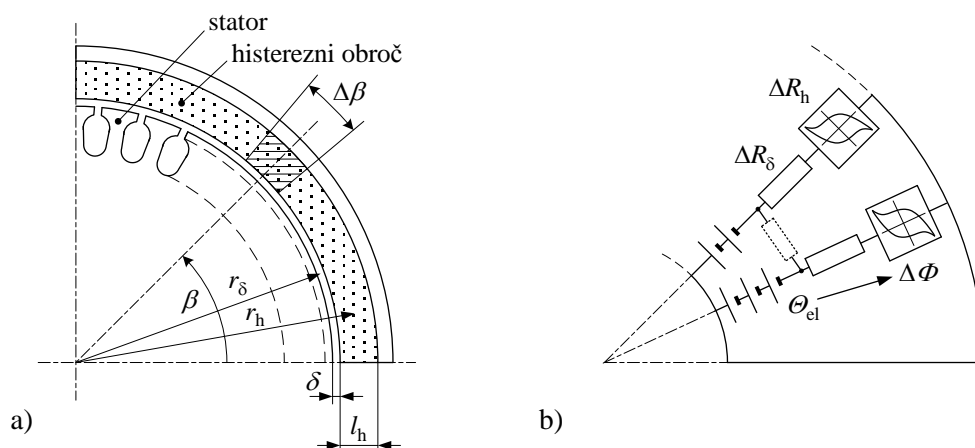 stator
histerezni obroč
Δβ
r_δ
β
r_h
δ
l_h
a)
ΔR_h
ΔR_δ
ΔΦ
Θ_el
b)